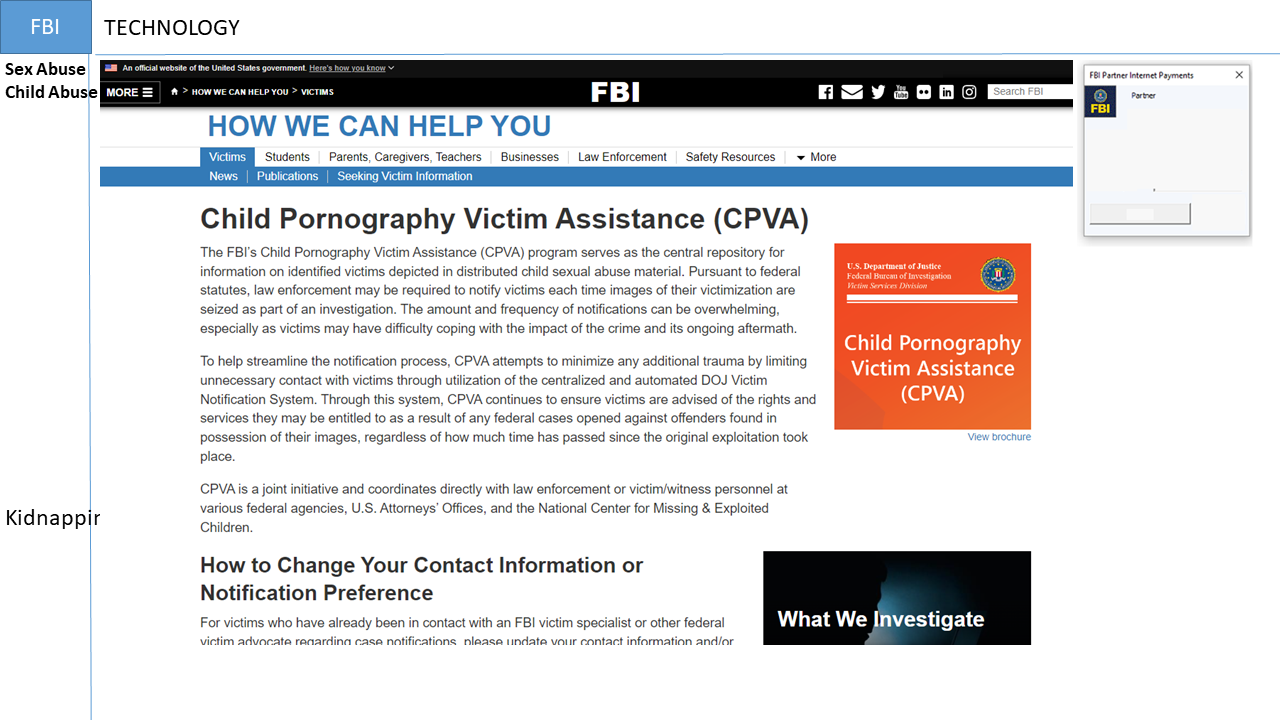 FBI
TECHNOLOGY
Sex Abuse
Child Abuse
Kidnappin
An official website of the United States government. Here's how you know
MORE
> HOW WE CAN HELP YOU > VICTIMS
FBI
Search FBI
HOW WE CAN HELP YOU
Victims Students Parents, Caregivers, Teachers Businesses Law Enforcement Safety Resources More
News Publications Seeking Victim Information
Child Pornography Victim Assistance (CPVA)
The FBI's Child Pornography Victim Assistance (CPVA) program serves as the central repository for
information on identified victims depicted in distributed child sexual abuse material. Pursuant to federal
statutes, law enforcement may be required to notify victims each time images of their victimization are
seized as part of an investigation. The amount and frequency of notifications can be overwhelming,
especially as victims may have difficulty coping with the impact of the crime and its ongoing aftermath.
To help streamline the notification process, CPVA attempts to minimize any additional trauma by limiting
unnecessary contact with victims through utilization of the centralized and automated DOJ Victim
Notification System. Through this system, CPVA continues to ensure victims are advised of the rights and
services they may be entitled to as a result of any federal cases opened against offenders found in
possession of their images, regardless of how much time has passed since the original exploitation took
place.
CPVA is a joint initiative and coordinates directly with law enforcement or victim/witness personnel at
various federal agencies, U.S. Attorneys' Offices, and the National Center for Missing & Exploited
Children.
How to Change Your Contact Information or
Notification Preference
For victims who have already been in contact with an FBI victim specialist or other federal
victim advocate regarding case notifications, please update your contact information and/or
U.S. Department of Justice
Federal Bureau of Investigation
Victim Services Division
Child Pornography
Victim Assistance
(CPVA)
View brochure
What We Investigate
FBI Partner Internet Payments
FBI
Partner